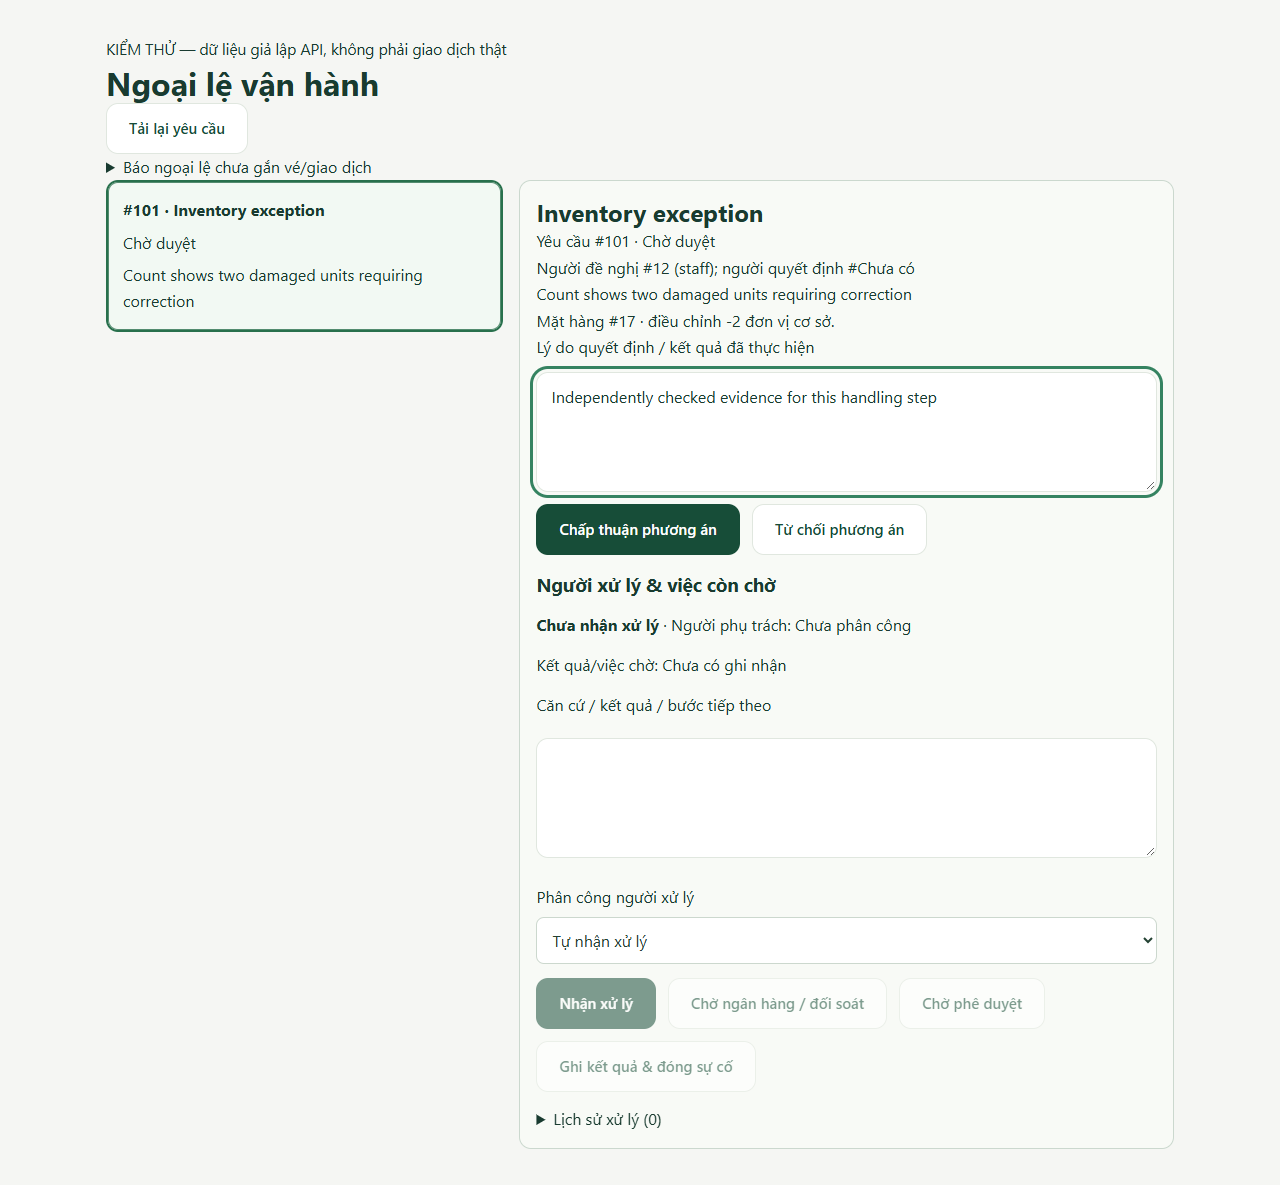 KIỂM THỬ — dữ liệu giả lập API, không phải giao dịch thật
Ngoại lệ vận hành
Tải lại yêu cầu
Báo ngoại lệ chưa gắn vé/giao dịch
#101 · Inventory exception
Chờ duyệt
Count shows two damaged units requiring
correction
Inventory exception
Yêu cầu #101 · Chờ duyệt
Người đề nghị #12 (staff); người quyết định #Chưa có
Count shows two damaged units requiring correction
Mặt hàng #17 · điều chỉnh -2 đơn vị cơ sở.
Lý do quyết định / kết quả đã thực hiện
Independently checked evidence for this handling step
Chấp thuận phương án
Từ chối phương án
Người xử lý & việc còn chờ
Chưa nhận xử lý · Người phụ trách: Chưa phân công
Kết quả/việc chờ: Chưa có ghi nhận
Căn cứ / kết quả / bước tiếp theo
Phân công người xử lý
Tự nhận xử lý
Nhận xử lý
Chờ ngân hàng / đối soát
Chờ phê duyệt
Ghi kết quả & đóng sự cố
Lịch sử xử lý (0)